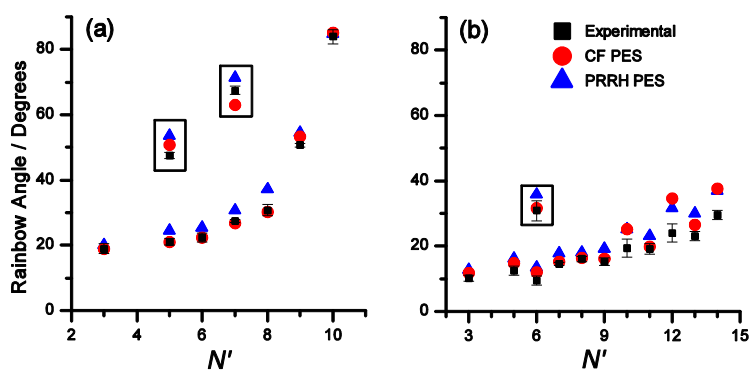 (a)
(b)
Experimental
CF PES
PRRH PES
Rainbow Angle / Degrees
80
60
40
20
0
80
60
40
20
0
2 4 6 8 10
3 6 9 12 15
N' N'